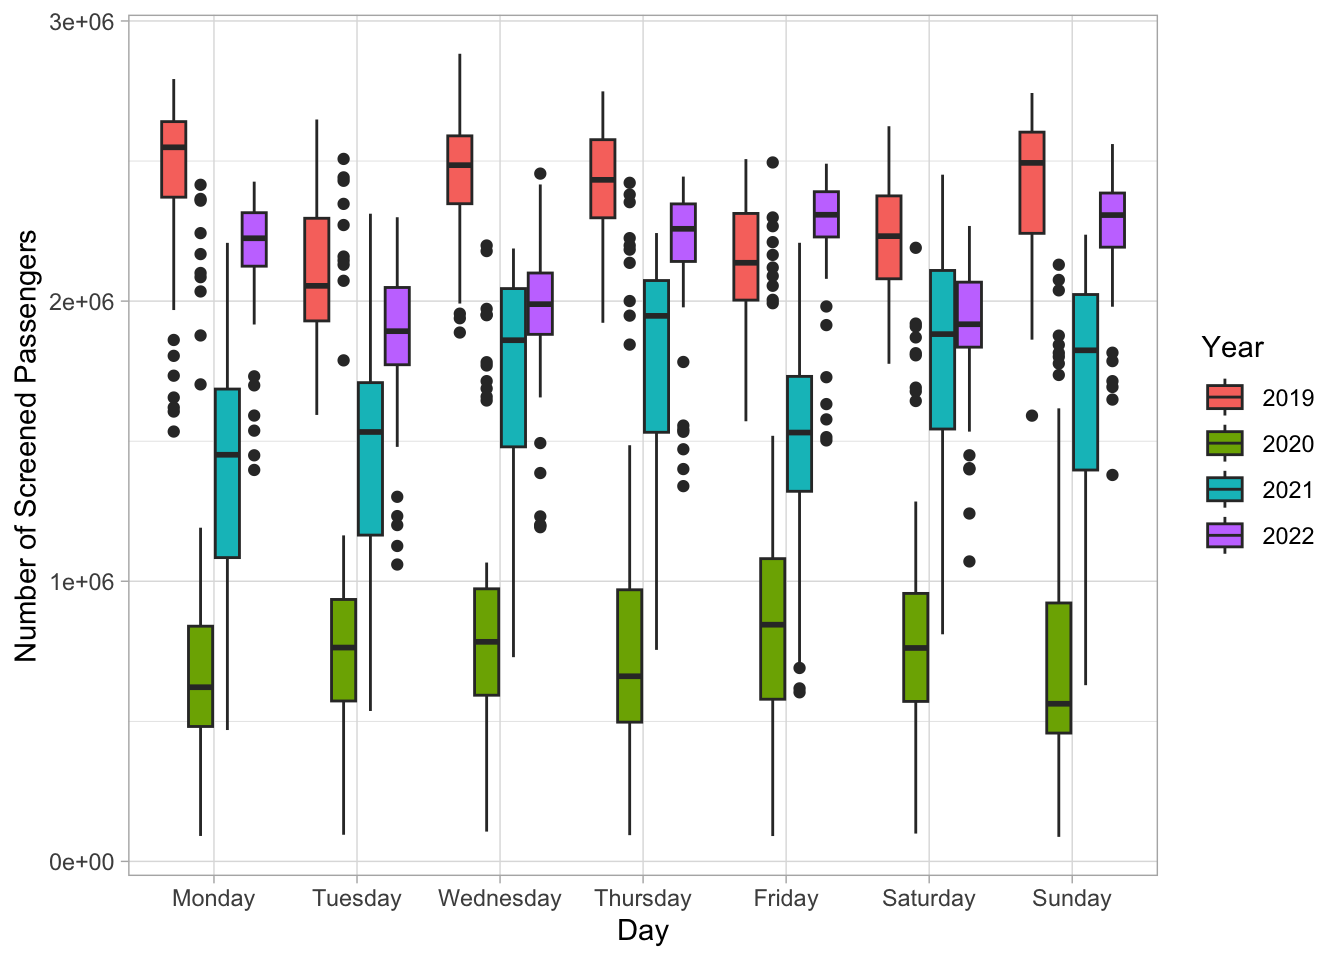 Number of Screened Passengers
3e+06
2e+06
1e+06
0e+00
Monday Tuesday Wednesday Thursday Friday Saturday Sunday
Day
Year
2019
2020
2021
2022